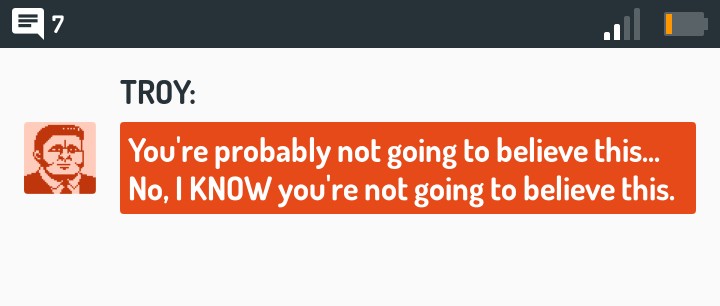 7
TROY:
You're probably not going to believe this...
No, I KNOW you're not going to believe this.